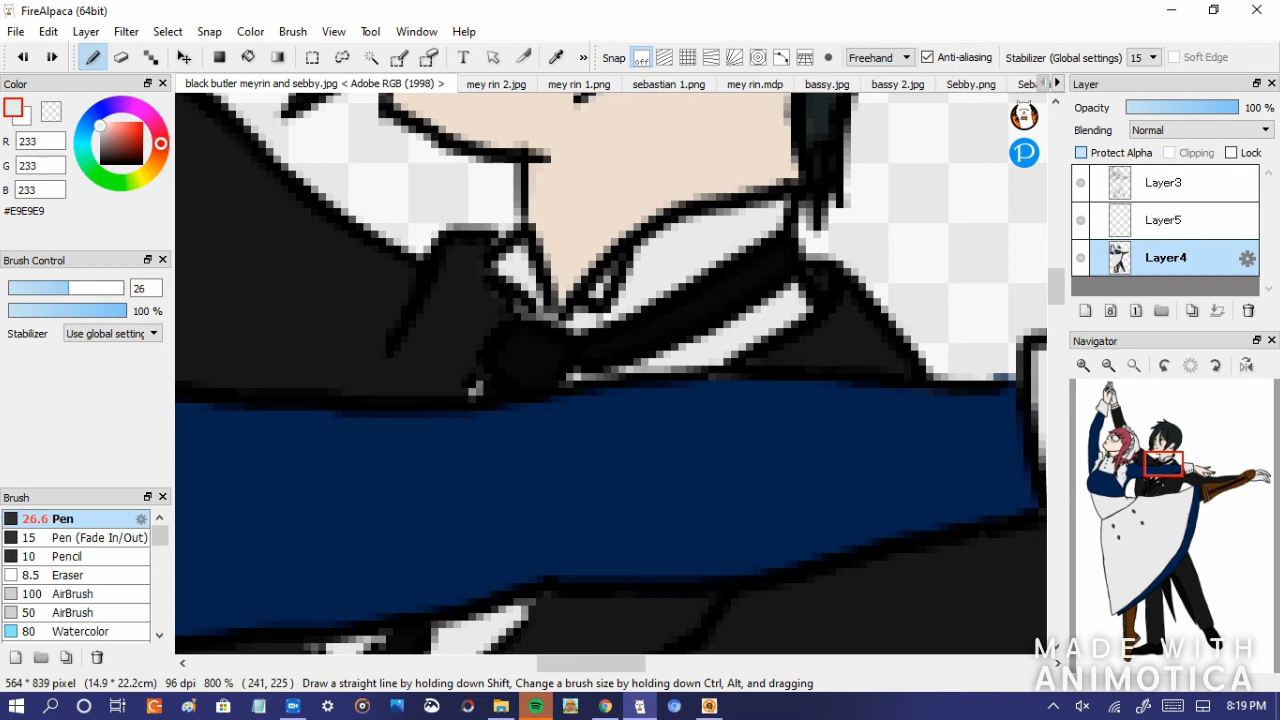 FireAlpaca (64bit)
File Edit Layer Filter Select Snap Color Brush View Tool Window Help
T Snap off Freehand Anti-aliasing Stabilizer (Global settings) 15 Soft Edge
Color
black butler meyrin and sebby.jpg < Adobe RGB (1998) > mey rin 2.jpg mey rin 1.png sebastian 1.png mey rin.mdp bassy.jpg bassy 2.jpg Sebby.png Seb
Layer
Opacity 100 %
R 233
Blending Normal
G 233
Protect Alpha Clipping Lock
B 233
Layer3
#E9E9E9
Layer5
Brush Control
Layer4
26
100 %
8 1
Stabilizer Use global setting
Navigator
Brush
26.6 Pen
15 Pen (Fade In/Out)
10 Pencil
8.5 Eraser
100 AirBrush
50 AirBrush
80 Watercolor
MADE WITH
ANIMOTICA
564 * 839 pixel (14.9 * 22.2cm) 96 dpi 800 % ( 241, 225 ) Draw a straight line by holding down Shift, Change a brush size by holding down Ctrl, Alt, and dragging
8:19 PM